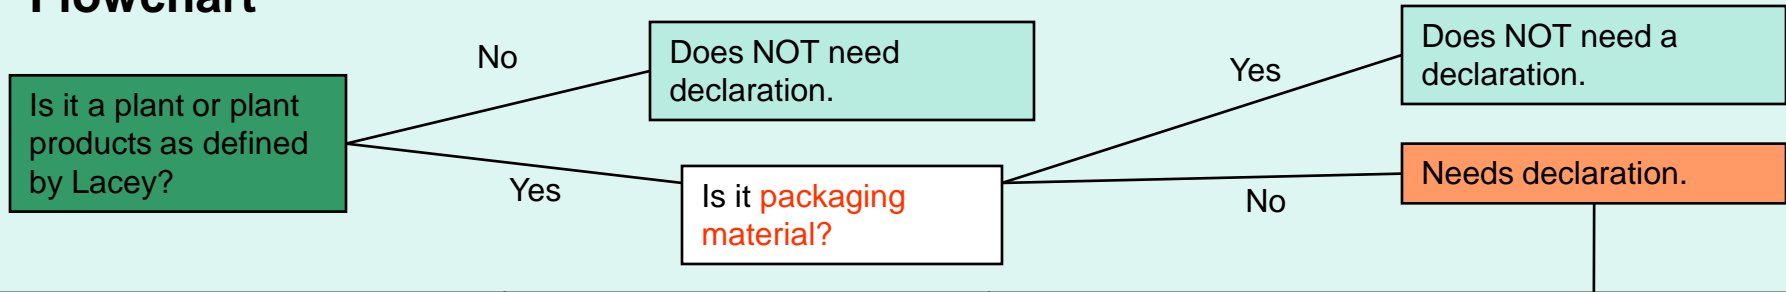 Flowchart
Is it a plant or plant
products as defined
by Lacey?
No
Yes
Does NOT need
declaration.
Is it packaging
material?
Yes
No
Does NOT need a
declaration.
Needs declaration.